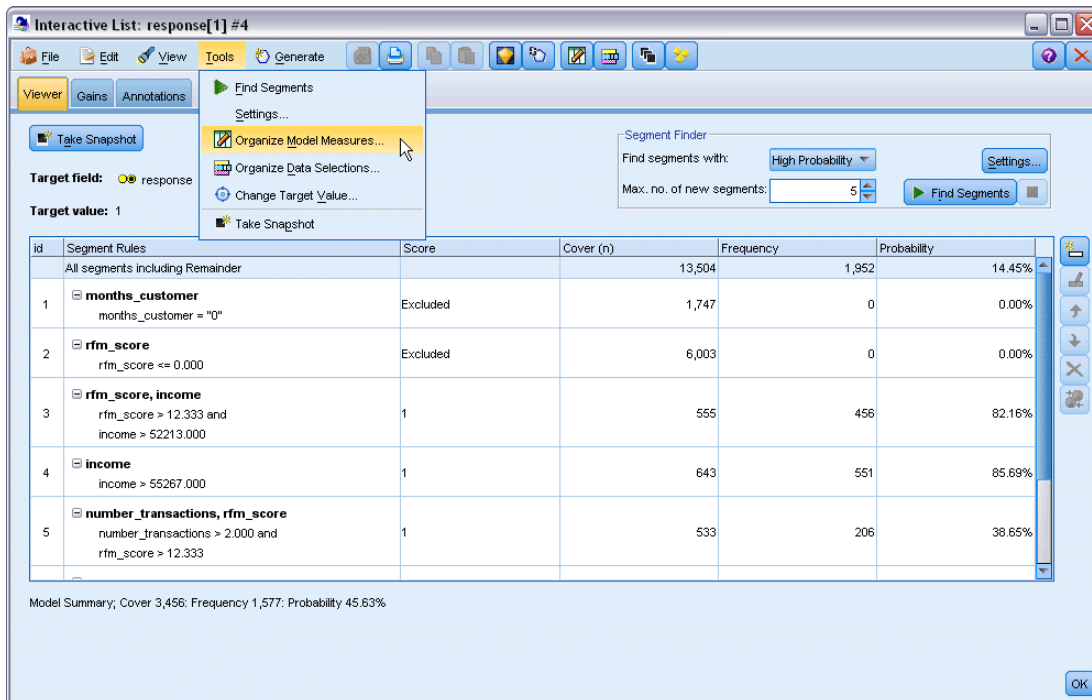 Interactive List: response[1] #4
File Edit View Tools Generate
Viewer Gains Annotations
Find Segments
Settings...
Organize Model Measures...
Organize Data Selections...
Change Target Value...
Take Snapshot
Take Snapshot
Target field: response
Target value: 1
Segment Finder
Find segments with: High Probability Settings...
Max. no. of new segments: 5 Find Segments
id Segment Rules Score Cover (n) Frequency Probability
All segments including Remainder 13,504 1,952 14.45%
1 months_customer Excluded 1,747 0 0.00%
months_customer = "0"
2 rfm_score Excluded 6,003 0 0.00%
rfm_score <= 0.000
3 rfm_score, income 1 555 456 82.16%
rfm_score > 12.333 and
income > 52213.000
4 income 1 643 551 85.69%
income > 55267.000
5 number_transactions, rfm_score 1 533 206 38.65%
number_transactions > 2.000 and
rfm_score > 12.333
Model Summary; Cover 3,456: Frequency 1,577: Probability 45.63%
OK